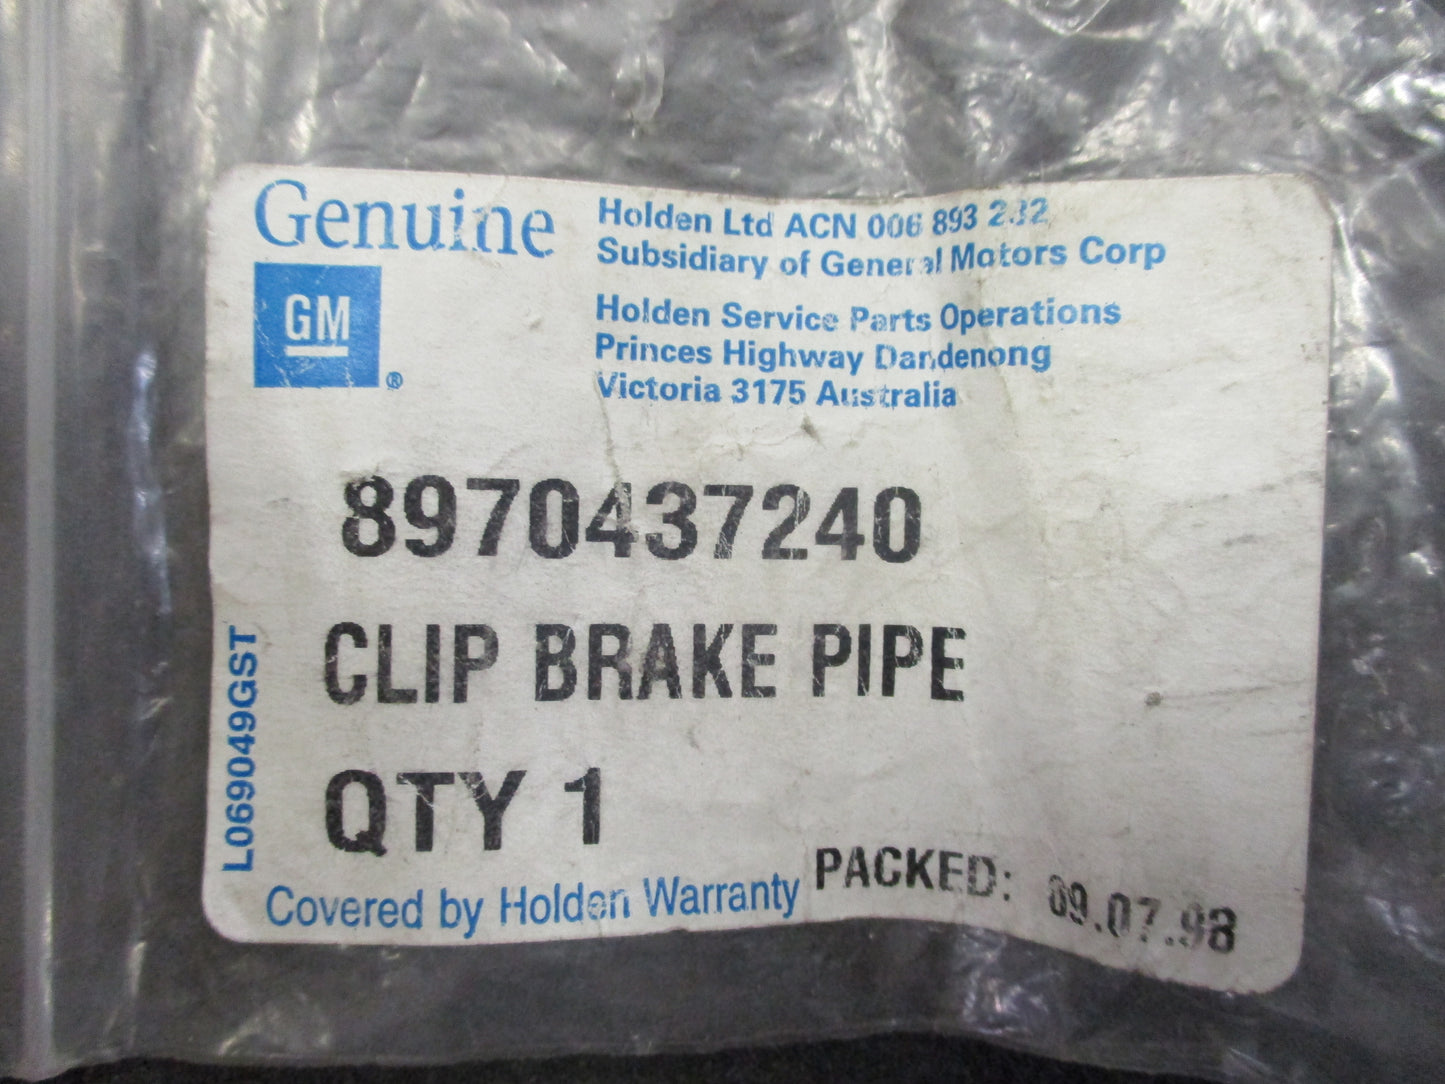 Genuine
GM
®
Holden Ltd ACN 006 893 232
Subsidiary of General Motors Corp
Holden Service Parts Operations
Princes Highway Dandenong
Victoria 3175 Australia
8970437240
CLIP BRAKE PIPE
QTY 1
L069049GST
Covered by Holden Warranty
PACKED: 09.07.98